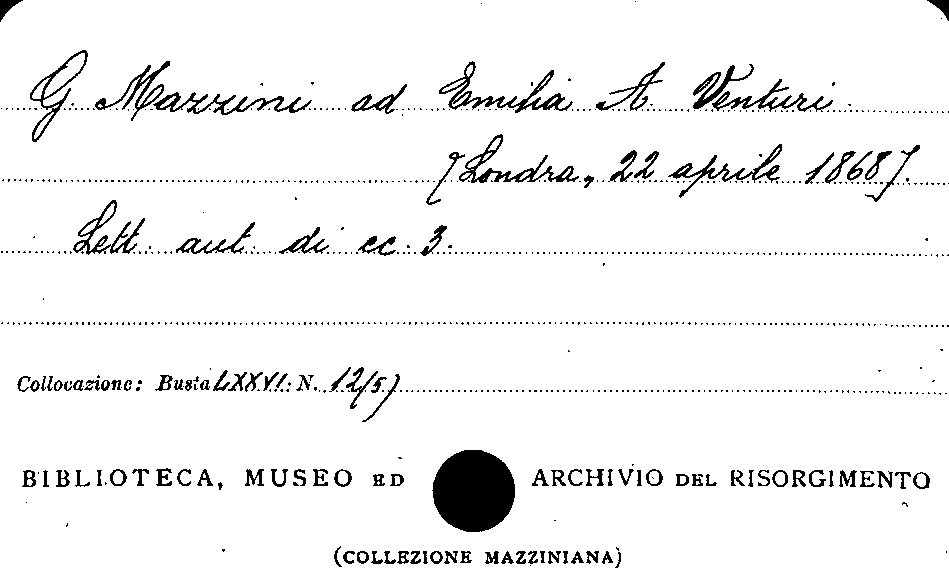 G. Mazzini ad Emilia A. Venturi.
[Londra, 22 aprile 1868].
Lett. aut. di cc. 3.
Collocazione: Busta LXXVI: N. 12/5)
BIBLIOTECA, MUSEO ED ARCHIVIO DEL RISORGIMENTO
(COLLEZIONE MAZZINIANA)